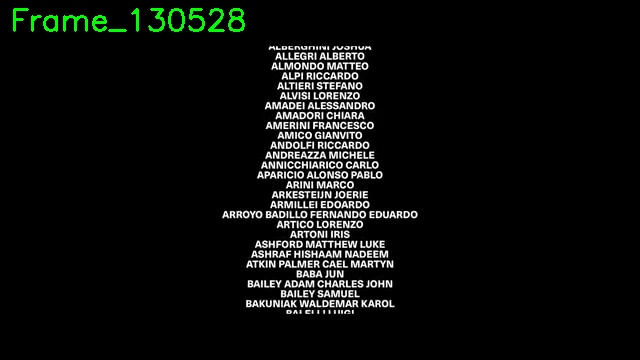 Frame_130528
ALBERGHINI JOSHUA
ALLEGRI ALBERTO
ALMONDO MATTEO
ALPI RICCARDO
ALTIERI STEFANO
ALVISI LORENZO
AMADEI ALESSANDRO
AMADORI CHIARA
AMERINI FRANCESCO
AMICO GIANVITO
ANDOLFI RICCARDO
ANDREAZZA MICHELE
ANNICCHIARICO CARLO
APARICIO ALONSO PABLO
ARINI MARCO
ARKESTEIJN JOERIE
ARMILLEI EDOARDO
ARROYO BADILLO FERNANDO EDUARDO
ARTICO LORENZO
ARTONI IRIS
ASHFORD MATTHEW LUKE
ASHRAF HISHAAM NADEEM
ATKIN PALMER CAEL MARTYN
BABA JUN
BAILEY ADAM CHARLES JOHN
BAILEY SAMUEL
BAKUNIAK WALDEMAR KAROL